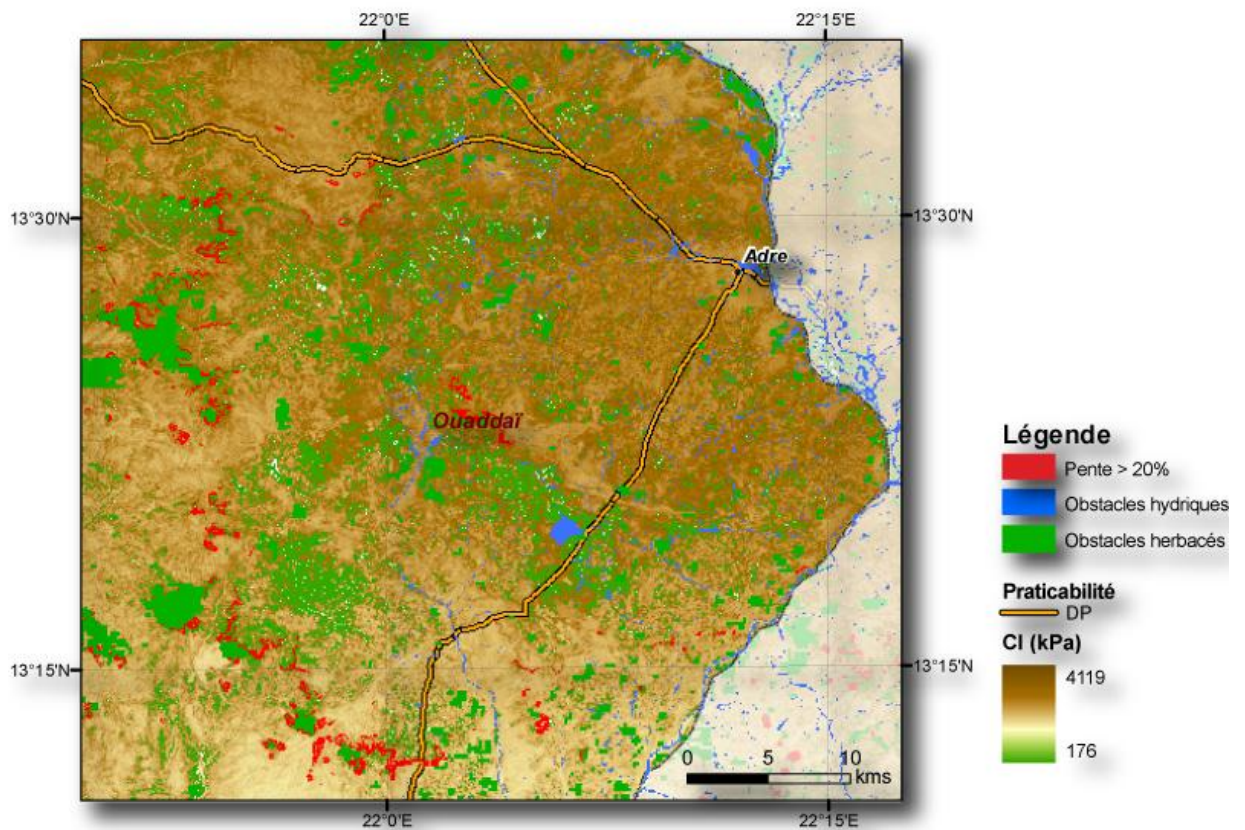 22°0'E
22°15'E
13°30'N
13°30'N
Adre
Ouaddaï
Légende
Pente > 20%
Obstacles hydriques
Obstacles herbacés
Praticabilité
DP
CI (kPa)
4119
176
13°15'N
13°15'N
0 5 10
kms
22°0'E
22°15'E